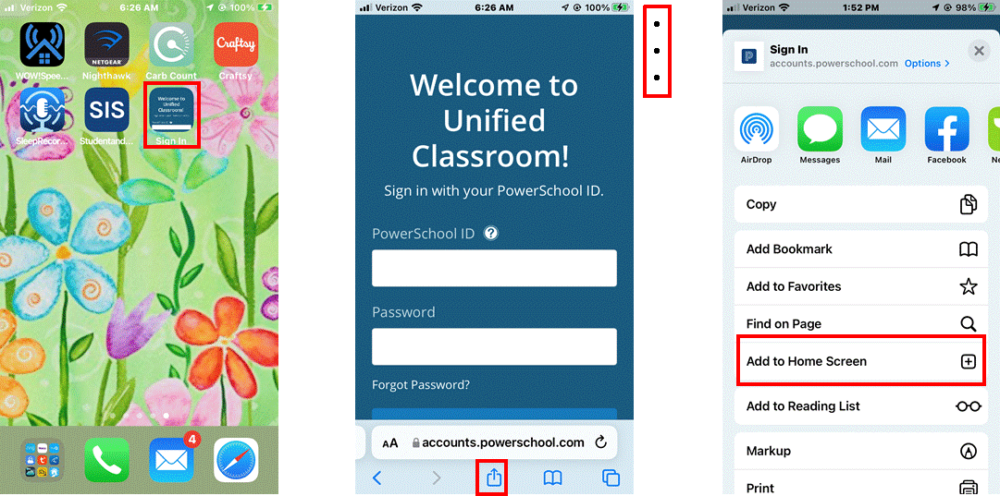 Verizon
6:26 AM
100%
WOW!Spee...
NETGEAR
Nighthawk
Carb Count
Craftsy
Craftsy
SleepRecor...
SIS
Studentand...
Welcome to
Unified
Classroom!
Sign In
4
Verizon
6:26 AM
100%
Welcome to
Unified
Classroom!
Sign in with your PowerSchool ID.
PowerSchool ID ?
Password
Forgot Password?
AA accounts.powerschool.com
Verizon
1:52 PM
98%
P
Sign In
accounts.powerschool.com Options >
AirDrop
Messages
Mail
Facebook
Ne
Copy
Add Bookmark
Add to Favorites
Find on Page
Add to Home Screen
Add to Reading List
Markup
Print